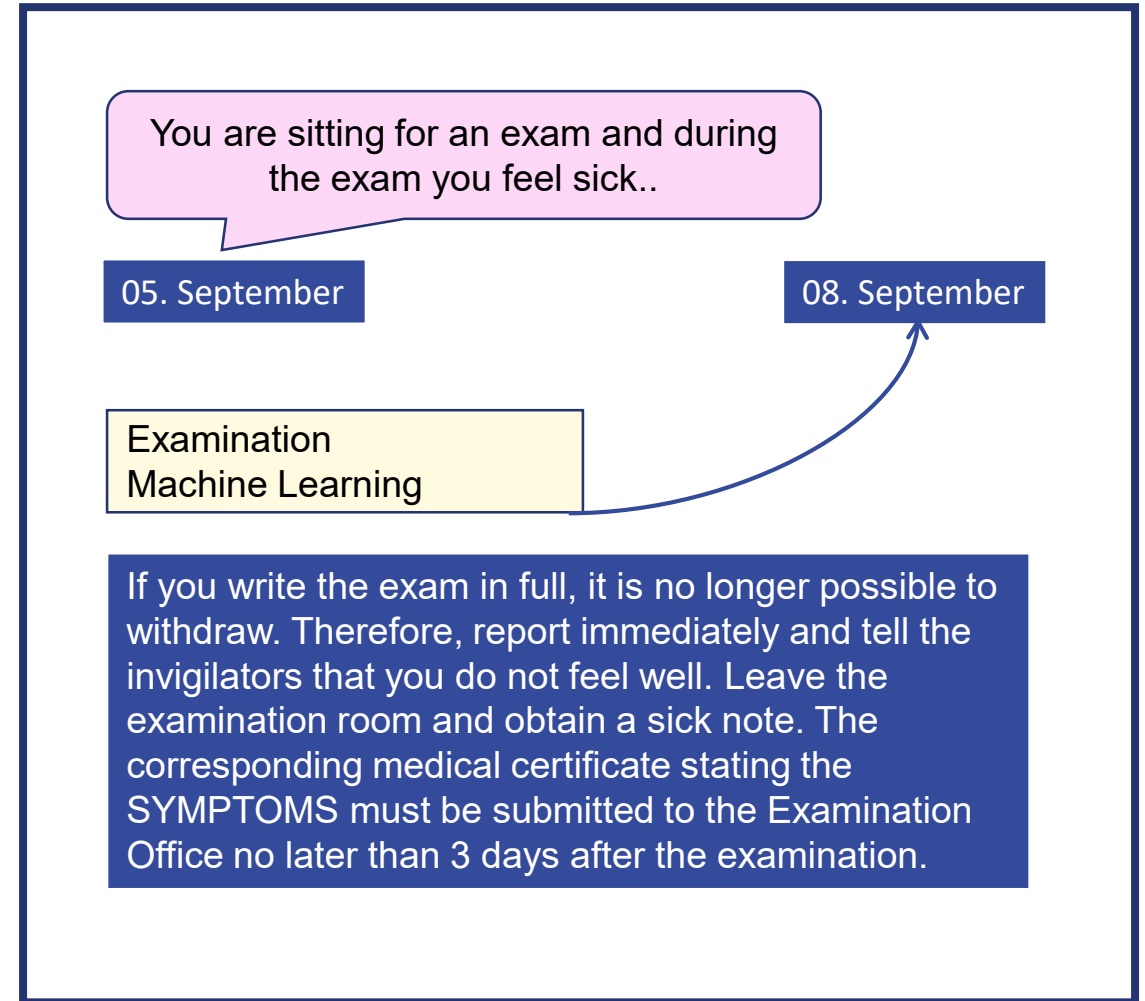 You are sitting for an exam and during
the exam you feel sick..
05. September
08. September
Examination
Machine Learning
If you write the exam in full, it is no longer possible to
withdraw. Therefore, report immediately and tell the
invigilators that you do not feel well. Leave the
examination room and obtain a sick note. The
corresponding medical certificate stating the
SYMPTOMS must be submitted to the Examination
Office no later than 3 days after the examination.